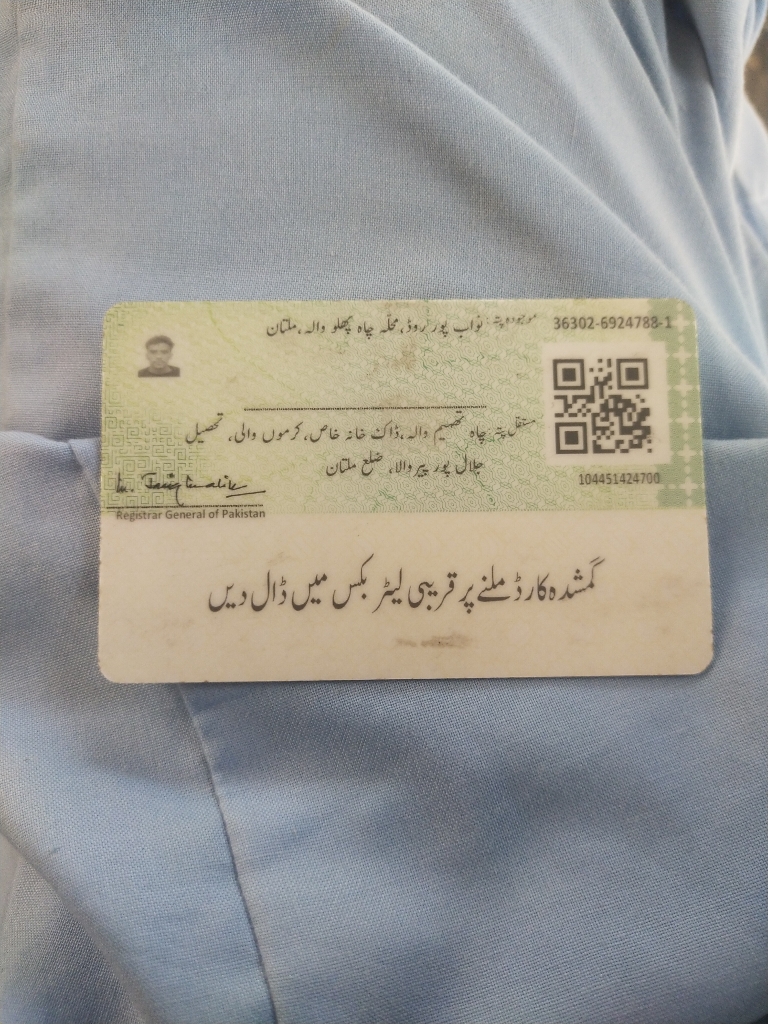 موجودہ پتہ: نواب پور روڈ، محلّہ چاہ پھلو والہ، ملتان
36302-6924788-1
مستقل پتہ: چاہ تھسیم والہ، ڈاک خانہ خاص، کرموں والی، تحصیل
جلال پور پیر والا، ضلع ملتان
104451424700
Registrar General of Pakistan
گمشدہ کارڈ ملنے پر قریبی لیٹر بکس میں ڈال دیں